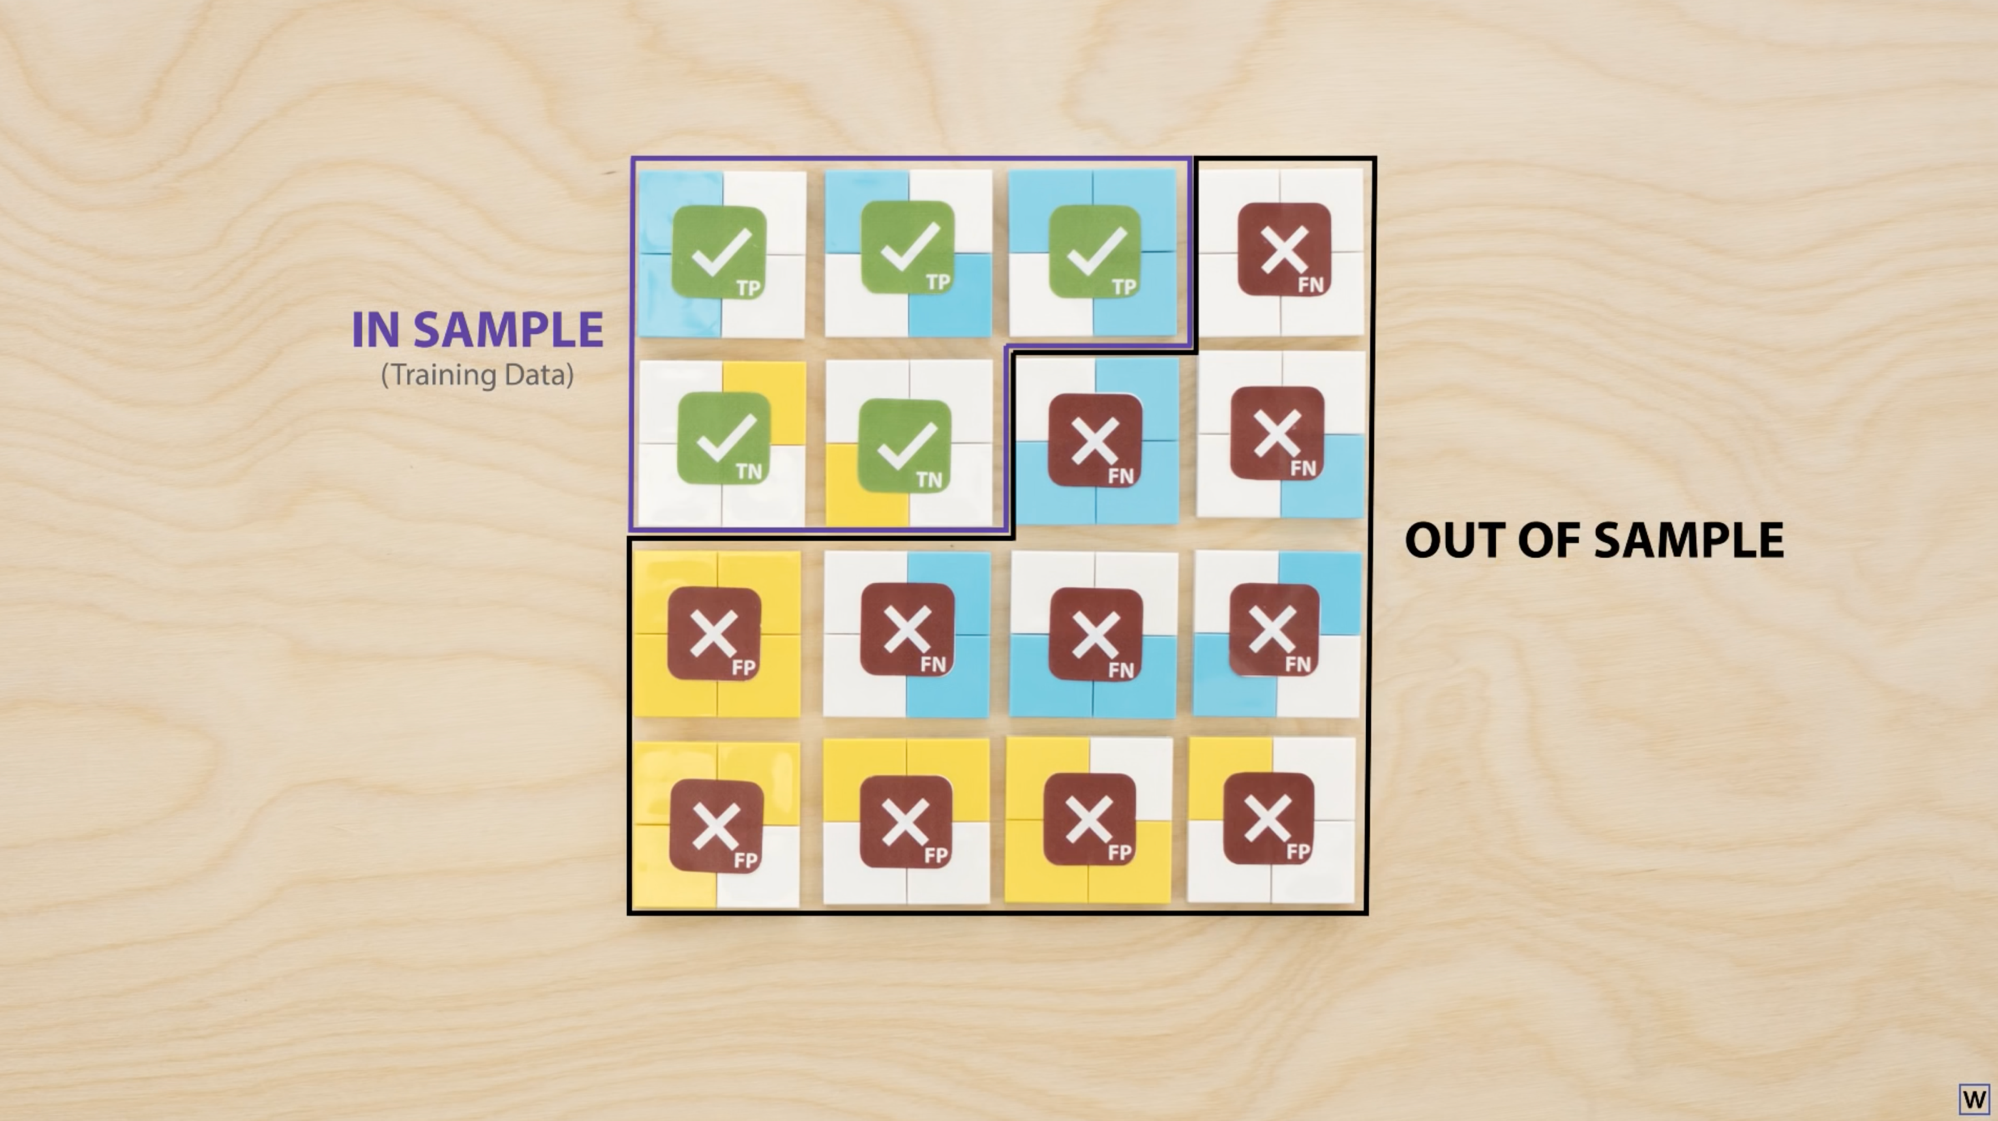 TP
TP
TP
FN
IN SAMPLE
(Training Data)
TN
TN
FN
FN
OUT OF SAMPLE
FP
FN
FN
FN
FP
FP
FP
FP
W